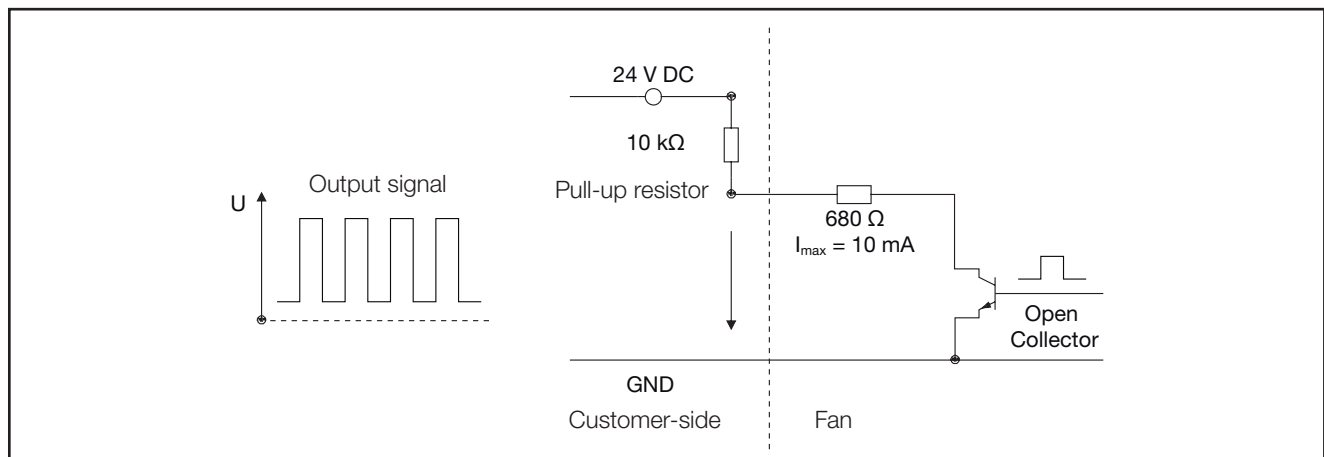 24 V DC
10 kΩ
Output signal
Pull-up resistor
U
680 Ω
Imax = 10 mA
Open
Collector
GND
Customer-side
Fan